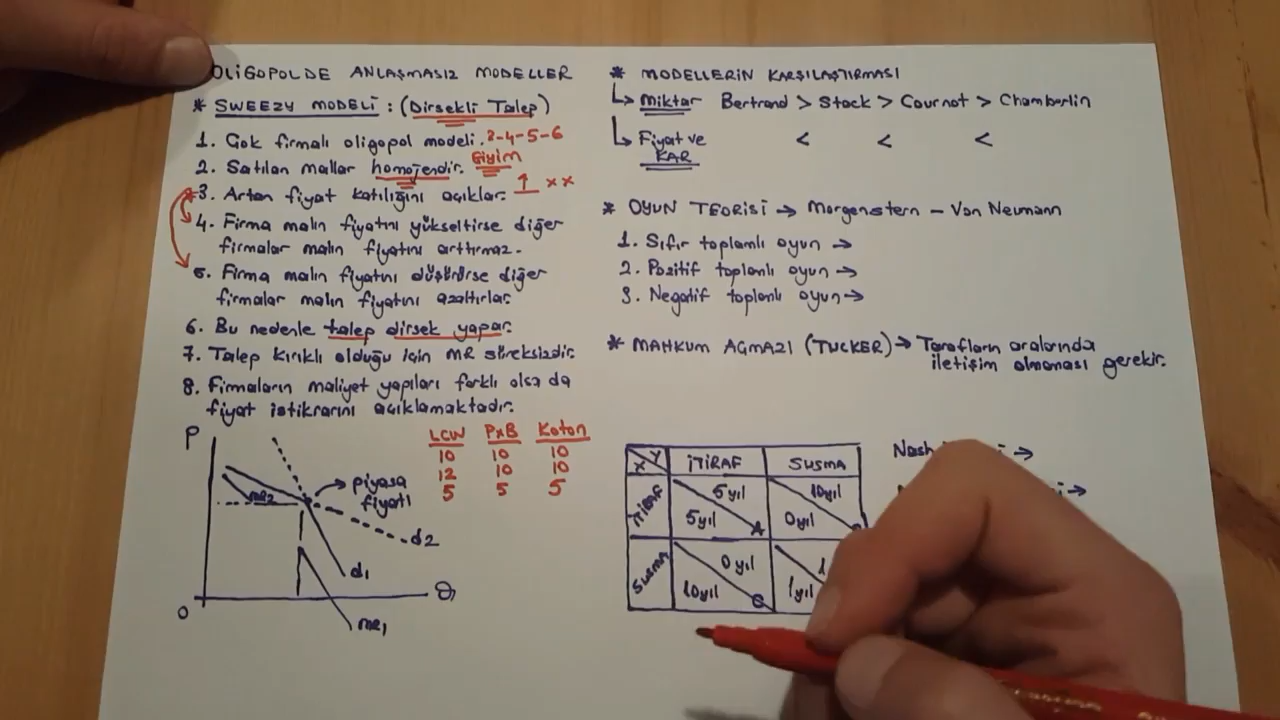 OLİGOPOLDE ANLAŞMASIZ MODELLER
* SWEEZY MODELİ : (Dirsekli Talep)
1. Çok firmalı oligopol modeli. 3-4-5-6
2. Satılan mallar homojendir. Giyim
3. Artan fiyat katılığını açıklar. ↑ x x
4. Firma malın fiyatını yükseltirse diğer
firmalar malın fiyatını arttırmaz.
5. Firma malın fiyatını düşürürse diğer
firmalar malın fiyatını azaltırlar.
6. Bu nedenle talep dirsek yapar.
7. Talep kırıklı olduğu için MR süreksizdir.
8. Firmaların maliyet yapıları farklı olsa da
fiyat istikrarını açıklamaktadır.
LCW PxB Koton
10 10 10
12 10 10
5 5 5
P
piyasa
fiyatı
MR2
d2
d1
Q
0
MR1
* MODELLERİN KARŞILAŞTIRMASI
↳ Miktar Bertrand > Stack > Cournot > Chamberlin
↳ Fiyat ve < < <
KAR
* OYUN TEORİSİ → Morgenstern - Von Neumann
1. Sıfır toplamlı oyun →
2. Pozitif toplamlı oyun →
3. Negatif toplamlı oyun →
* MAHKUM AÇMAZI (TUCKER) → Tarafların aralarında
iletişim olmaması gerekir.
X Y İTİRAF SUSMA
İTİRAF 5yıl 10yıl
5yıl A 0yıl
SUSMA 0yıl
10yıl C 1yıl
Nash